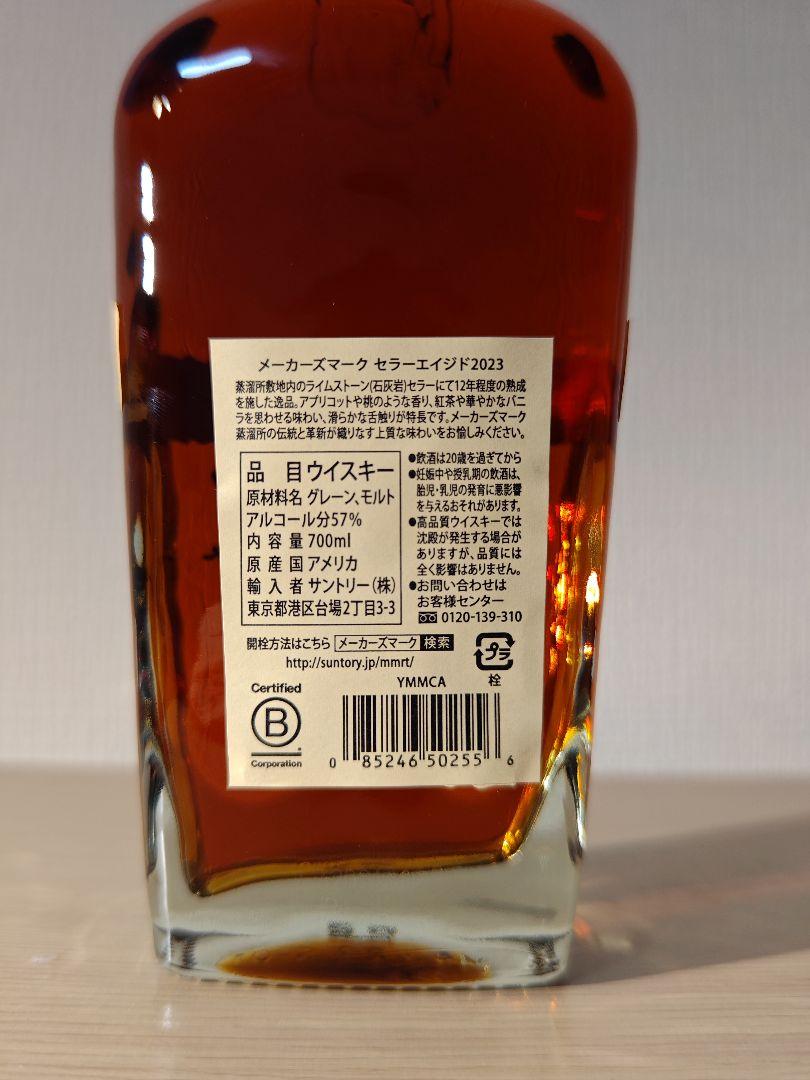 メーカーズマーク セラーエイジド2023
蒸溜所敷地内のライムストーン(石灰岩)セラーにて12年程度の熟成
を施した逸品。アプリコットや桃のような香り、紅茶や華やかなバニ
ラを思わせる味わい、滑らかな舌触りが特長です。メーカーズマーク
蒸溜所の伝統と革新が織りなす上質な味わいをお愉しみください。
品 目 ウイスキー
原材料名 グレーン、モルト
アルコール分57%
内容量 700ml
原産国 アメリカ
輸入者 サントリー(株)
東京都港区台場2丁目3-3
●飲酒は20歳を過ぎてから
●妊娠中や授乳期の飲酒は、
胎児・乳児の発育に悪影響
を与えるおそれがあります。
●高品質ウイスキーでは
沈殿が発生する場合が
ありますが、品質には
全く影響はありません。
●お問い合わせは
お客様センター
0120-139-310
開栓方法はこちら メーカーズマーク 検索
http://suntory.jp/mmrt/
プラ
栓
Certified
B
Corporation
YMMCA
0 85246 50255 6